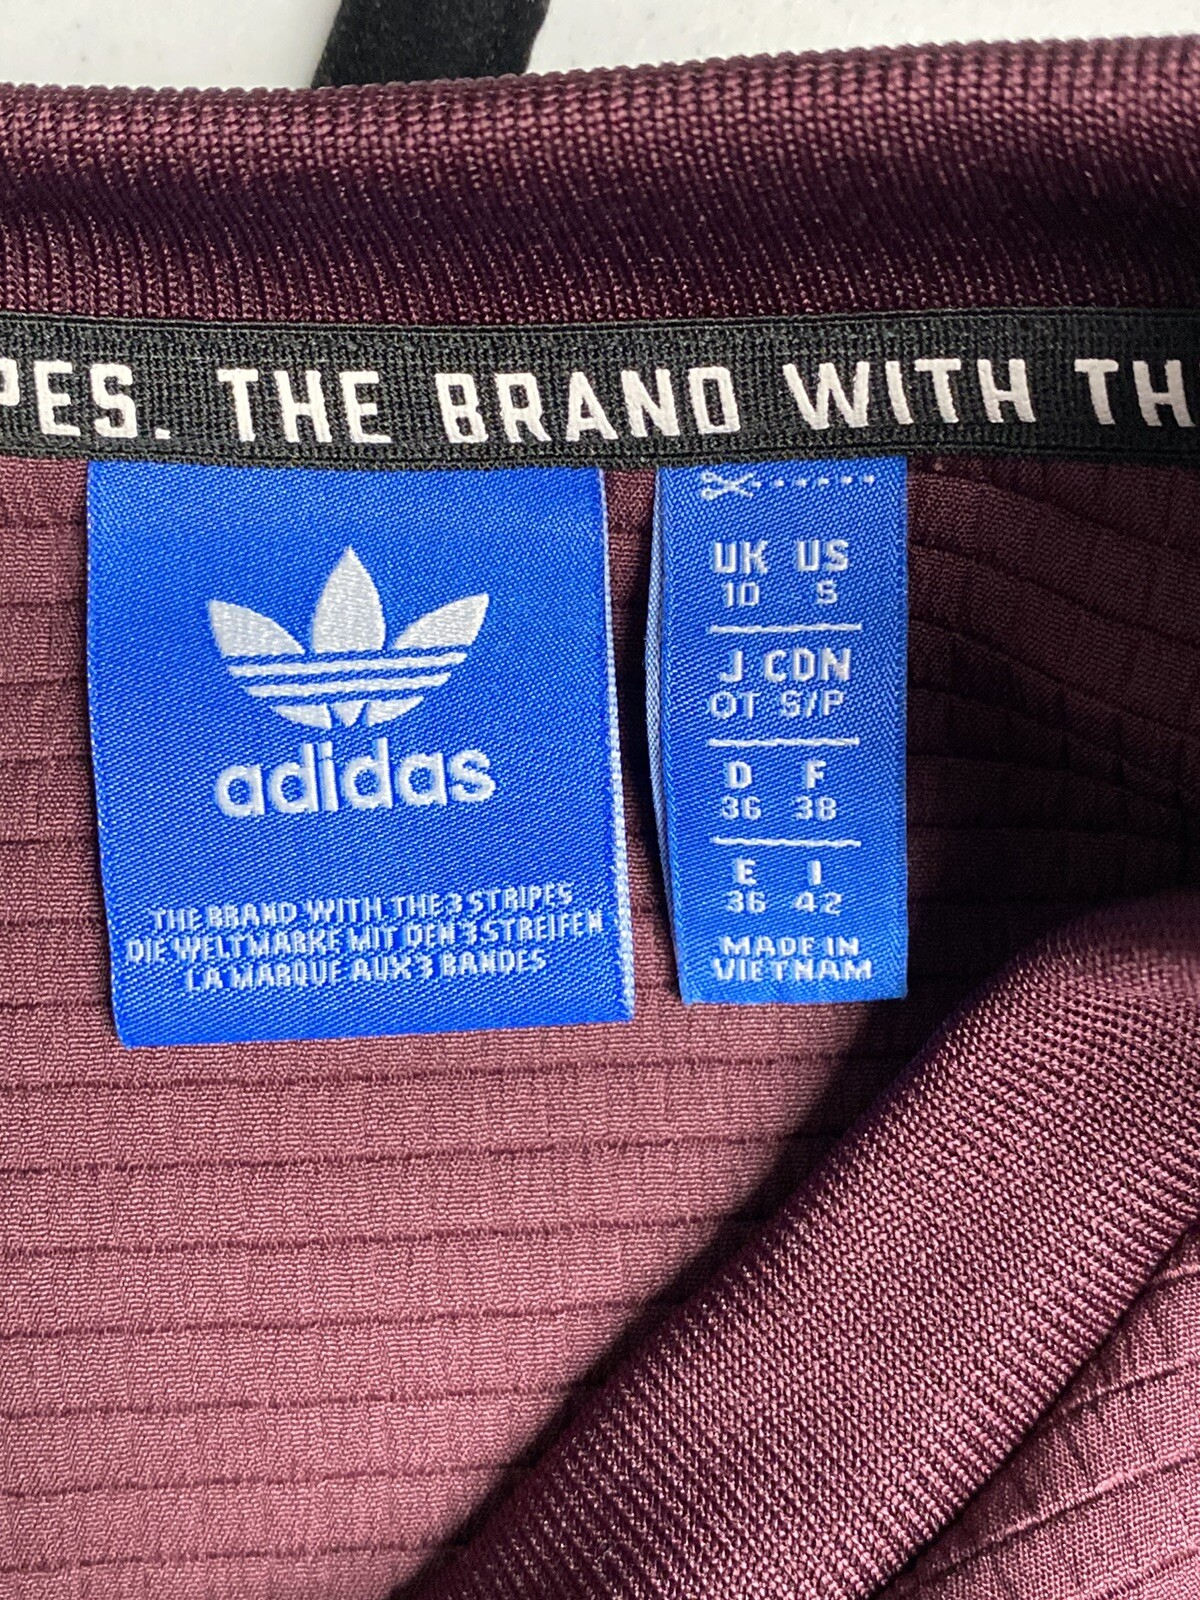 PES. THE BRAND WITH TH
adidas
THE BRAND WITH THE 3 STRIPES
DIE WELTMARKE MIT DEN 3 STREIFEN
LA MARQUE AUX 3 BANDES
UK US
10 S
J CDN
OT S/P
D F
36 38
E I
36 42
MADE IN
VIETNAM